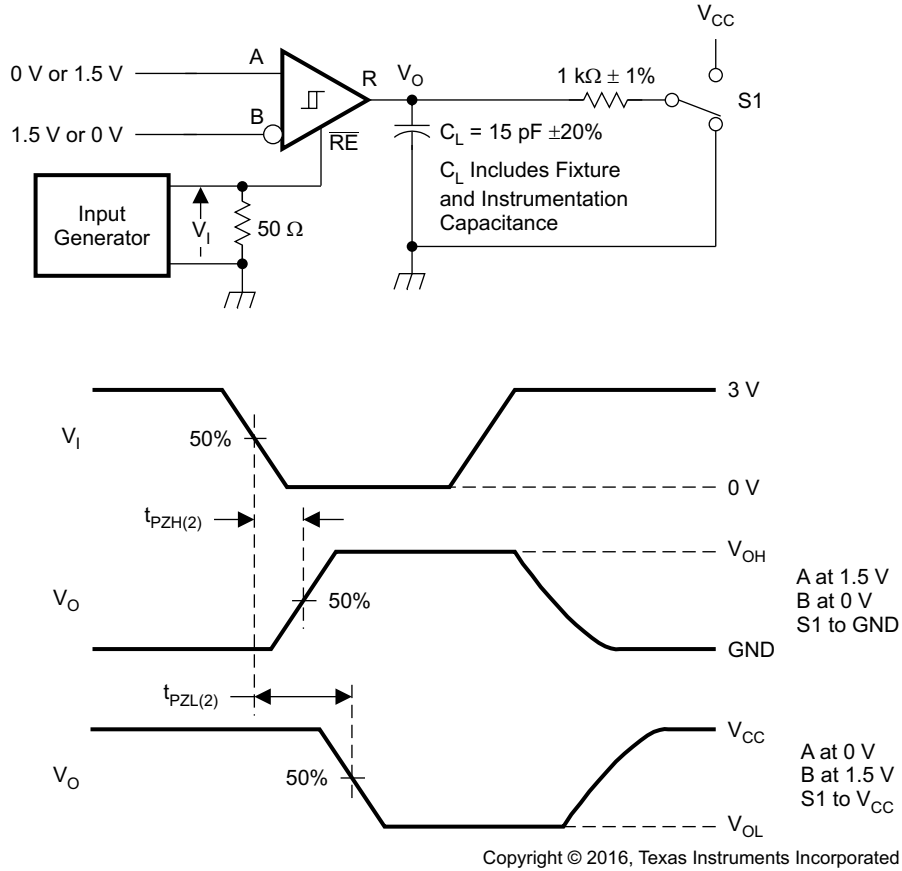 V_CC
A
0 V or 1.5 V
R
V_O
1 kΩ ± 1%
S1
B
1.5 V or 0 V
R̅E̅
C_L = 15 pF ±20%
C_L Includes Fixture
and Instrumentation
Capacitance
Input
Generator
V_I
50 Ω
3 V
V_I
50%
0 V
t_PZH(2)
V_OH
V_O
50%
A at 1.5 V
B at 0 V
S1 to GND
GND
t_PZL(2)
V_CC
V_O
50%
A at 0 V
B at 1.5 V
S1 to V_CC
V_OL
Copyright © 2016, Texas Instruments Incorporated